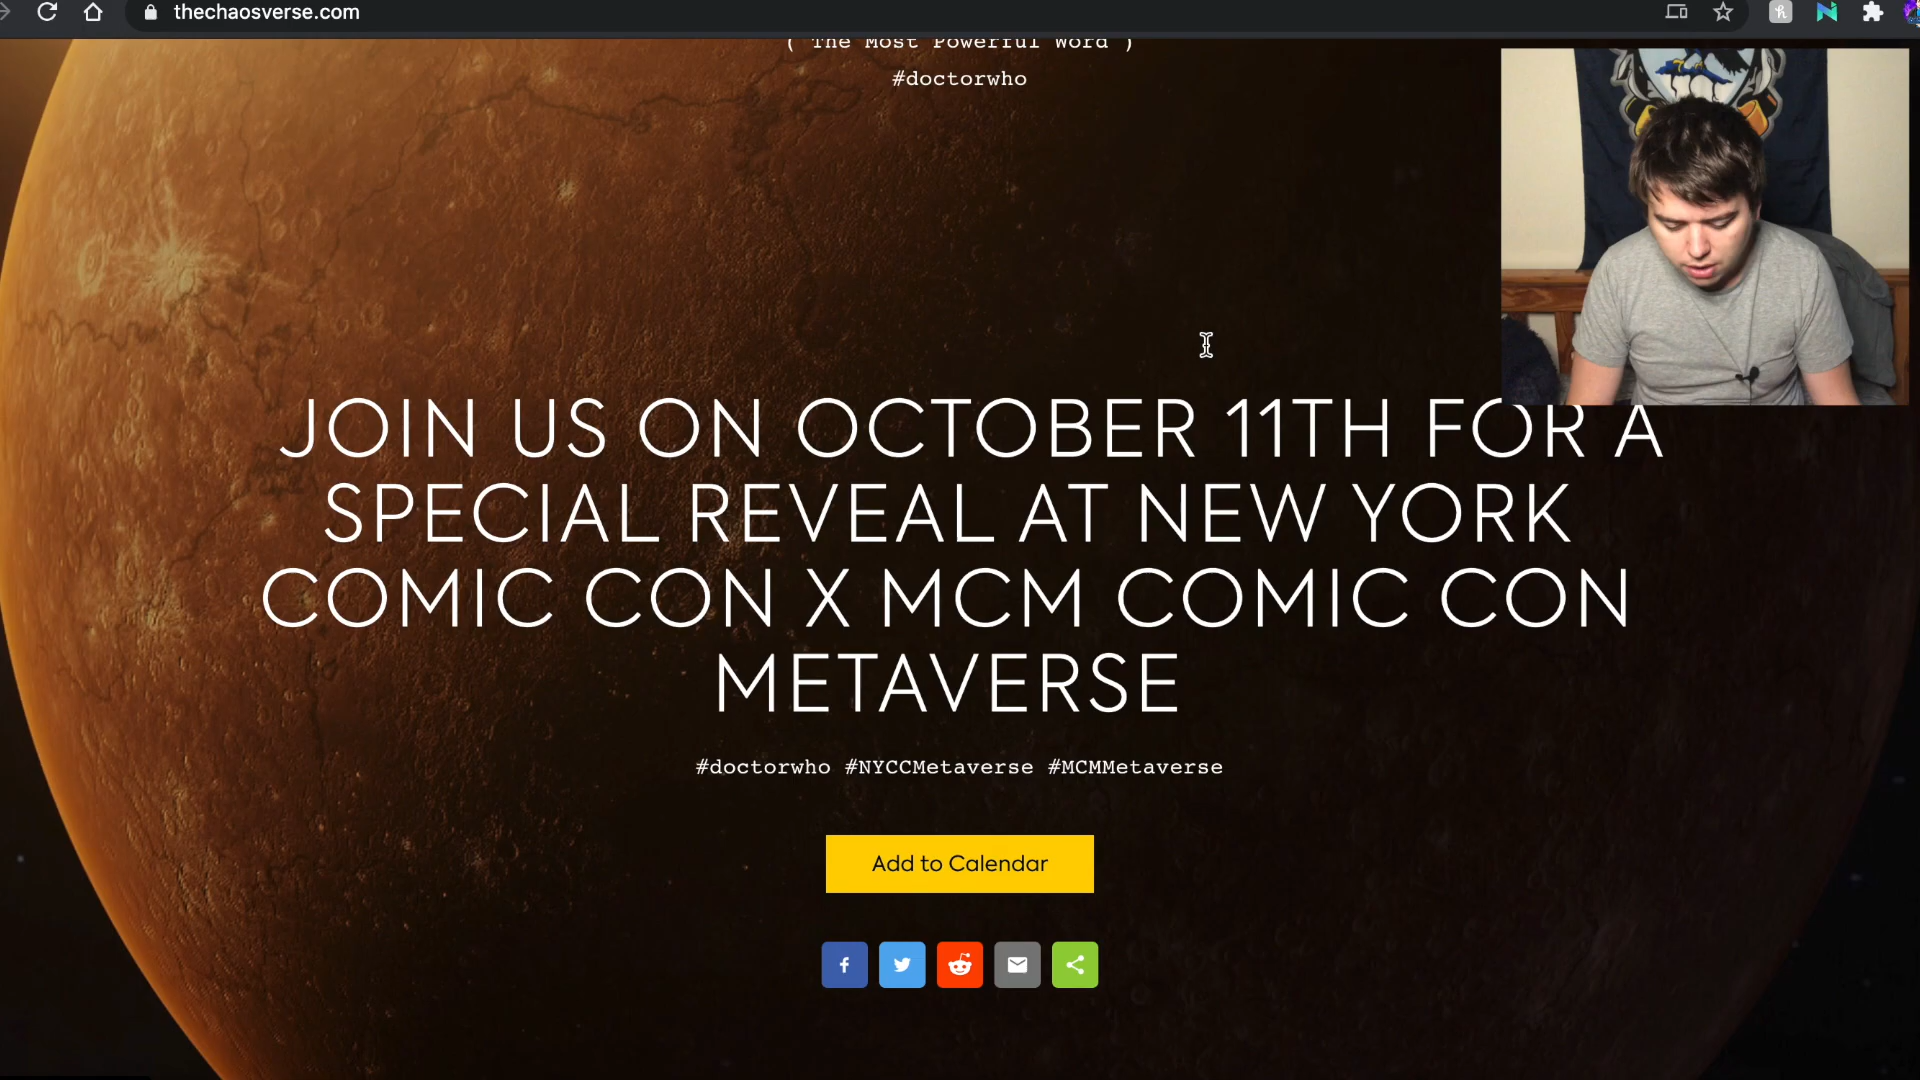 thechaosverse.com
( The Most Powerful Word )
#doctorwho
JOIN US ON OCTOBER 11TH FOR A
SPECIAL REVEAL AT NEW YORK
COMIC CON X MCM COMIC CON
METAVERSE
#doctorwho #NYCCMetaverse #MCMMetaverse
Add to Calendar